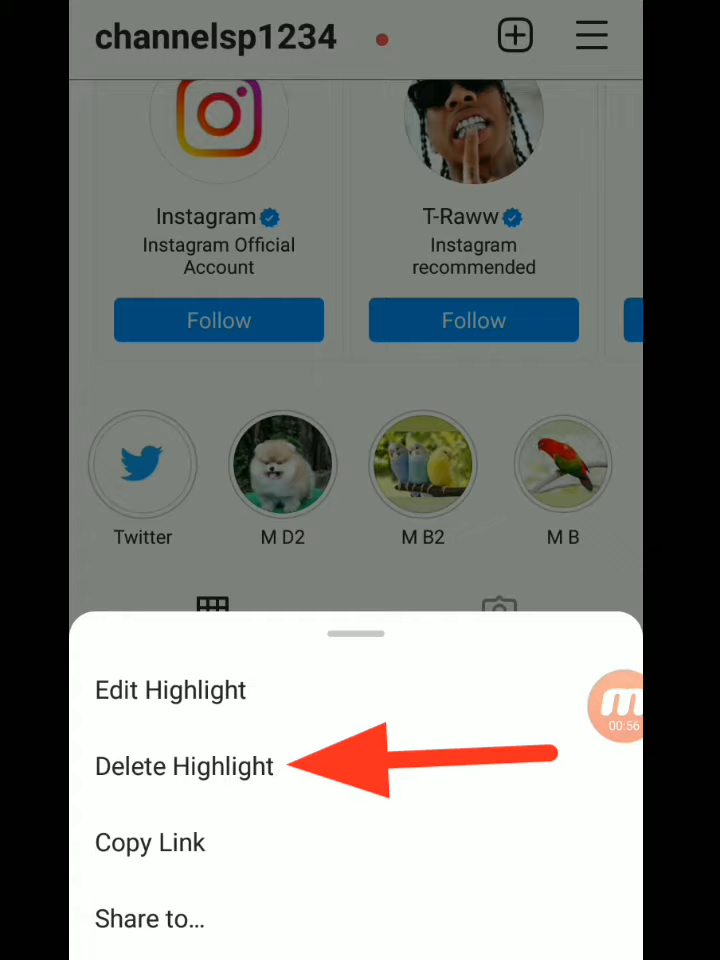 channelsp1234
Instagram
Instagram Official
Account
Follow
T-Raww
Instagram
recommended
Follow
Twitter
M D2
M B2
M B
Edit Highlight
Delete Highlight
00:56
Copy Link
Share to...